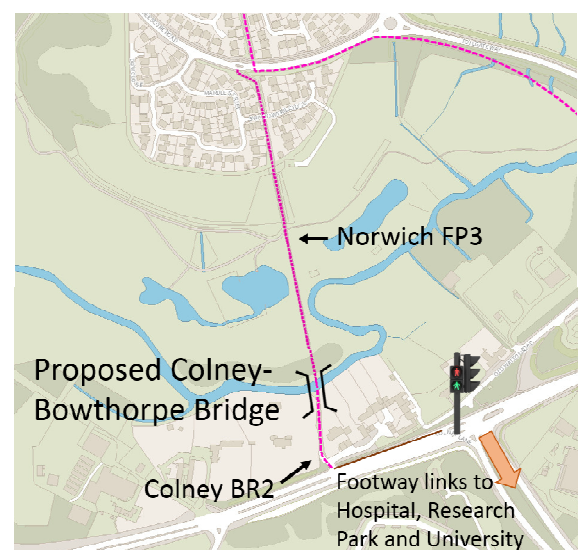 Norwich FP3
Proposed Colney-
Bowthorpe Bridge
Colney BR2
Footway links to
Hospital, Research
Park and University